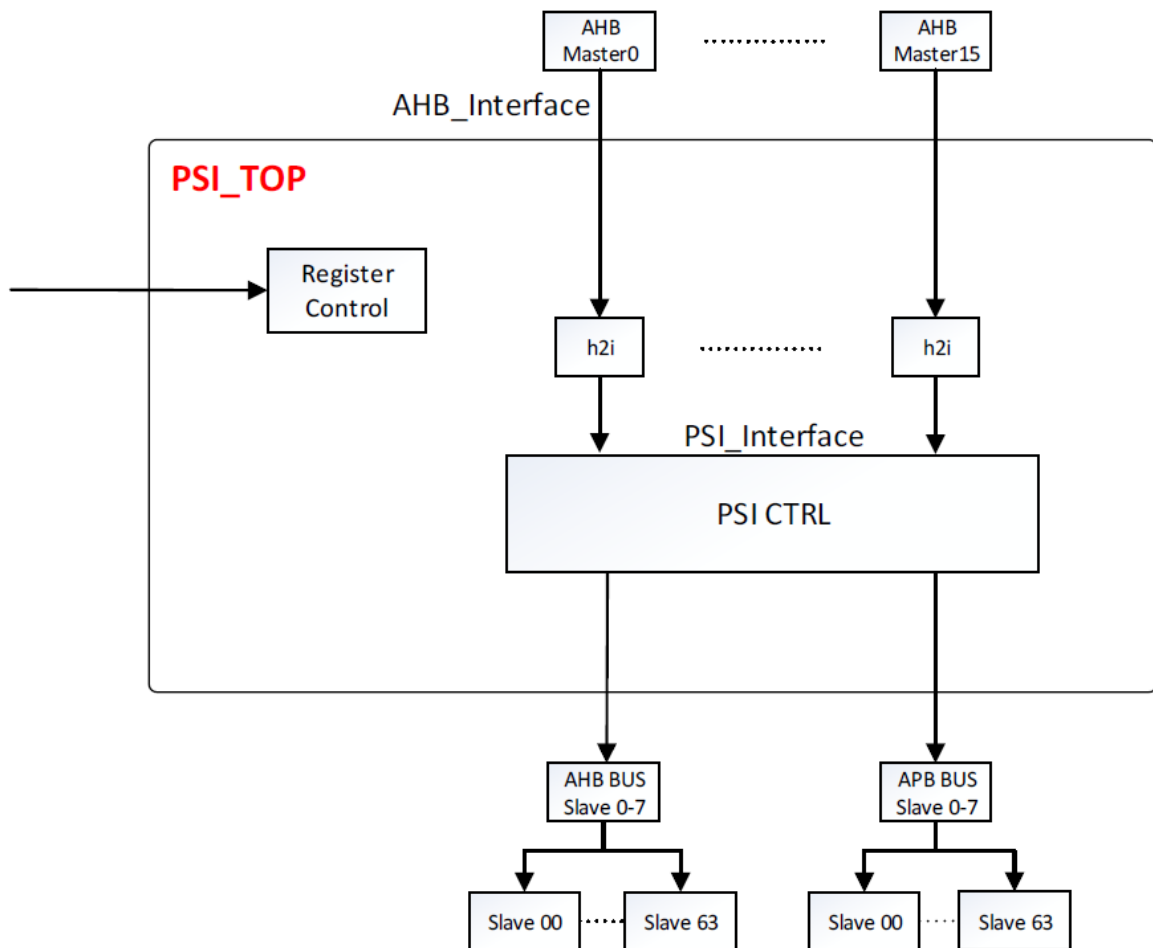 AHB
Master0
AHB
Master15
AHB_Interface
PSI_TOP
Register
Control
h2i
h2i
PSI_Interface
PSI CTRL
AHB BUS
Slave 0-7
APB BUS
Slave 0-7
Slave 00
Slave 63
Slave 00
Slave 63